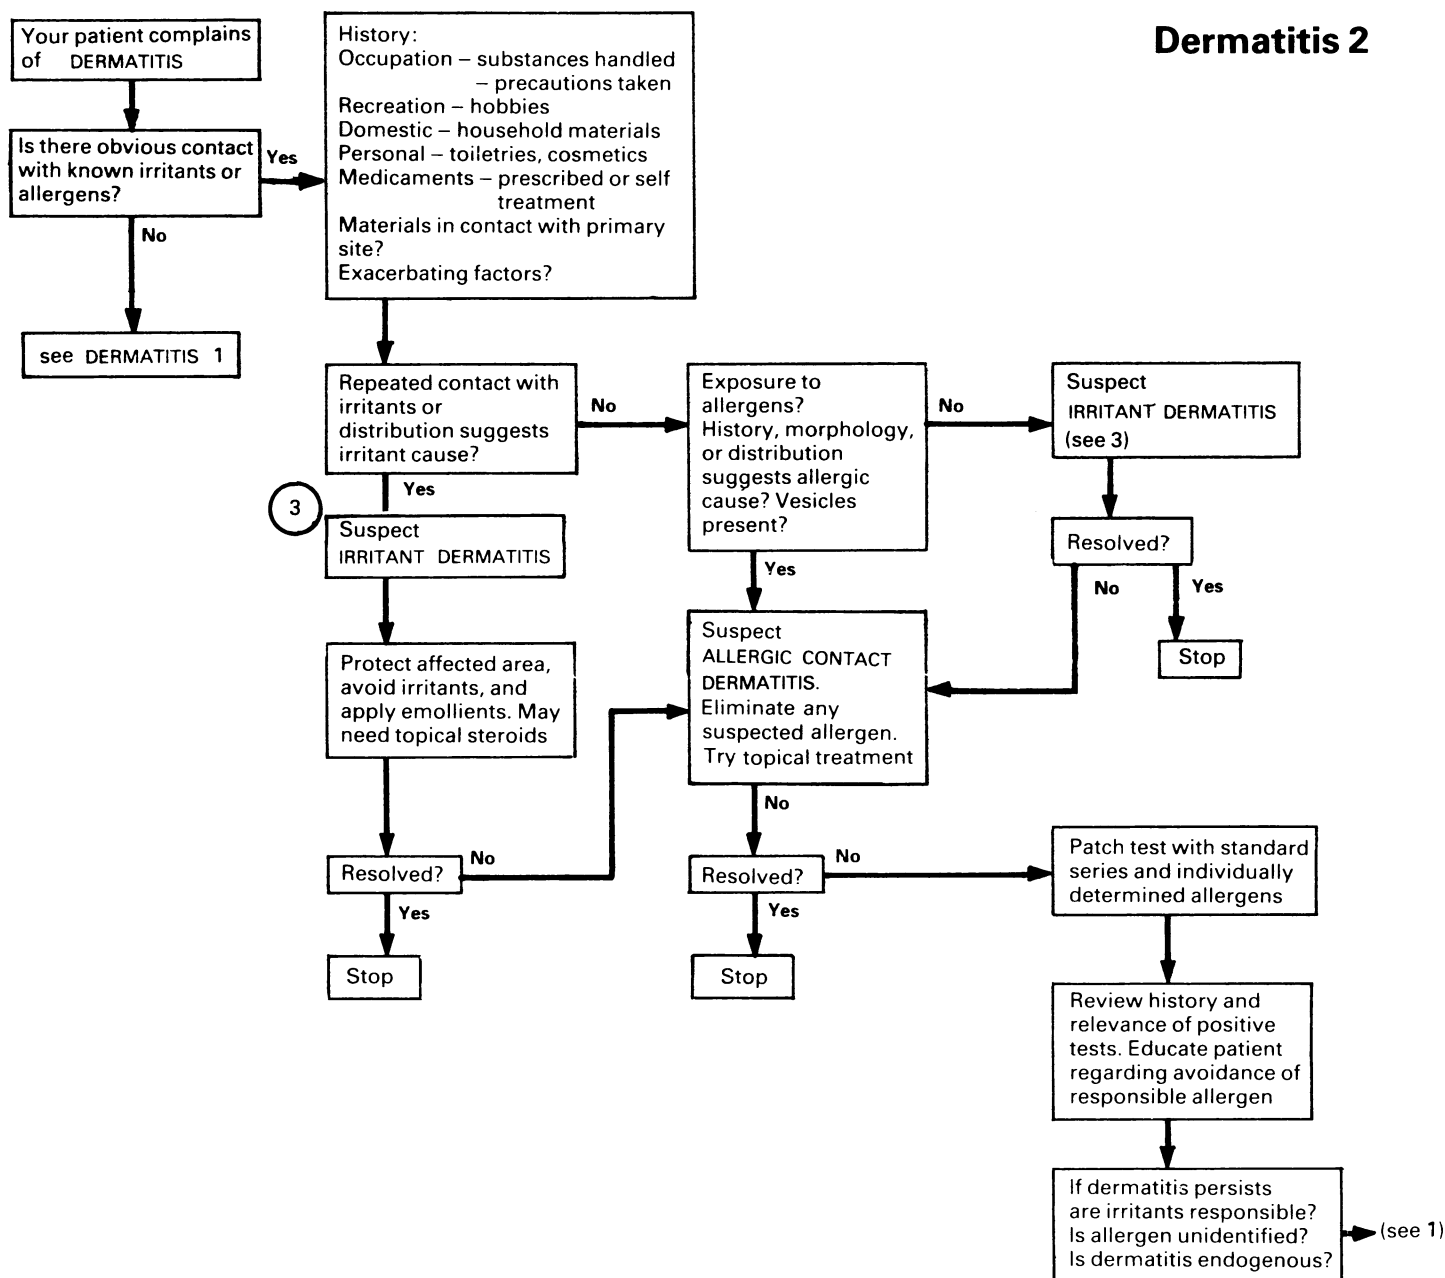 Dermatitis 2
Your patient complains
of DERMATITIS
Is there obvious contact
with known irritants or
allergens?
Yes
No
see DERMATITIS 1
History:
Occupation – substances handled
– precautions taken
Recreation – hobbies
Domestic – household materials
Personal – toiletries, cosmetics
Medicaments – prescribed or self
treatment
Materials in contact with primary
site?
Exacerbating factors?
Repeated contact with
irritants or
distribution suggests
irritant cause?
No
Yes
3
Suspect
IRRITANT DERMATITIS
Protect affected area,
avoid irritants, and
apply emollients. May
need topical steroids
Resolved?
No
Yes
Stop
Exposure to
allergens?
History, morphology,
or distribution
suggests allergic
cause? Vesicles
present?
No
Yes
Suspect
ALLERGIC CONTACT
DERMATITIS.
Eliminate any
suspected allergen.
Try topical treatment
No
Resolved?
No
Yes
Stop
Suspect
IRRITANT DERMATITIS
(see 3)
Resolved?
No
Yes
Stop
Patch test with standard
series and individually
determined allergens
Review history and
relevance of positive
tests. Educate patient
regarding avoidance of
responsible allergen
If dermatitis persists
are irritants responsible?
Is allergen unidentified?
Is dermatitis endogenous?
(see 1)